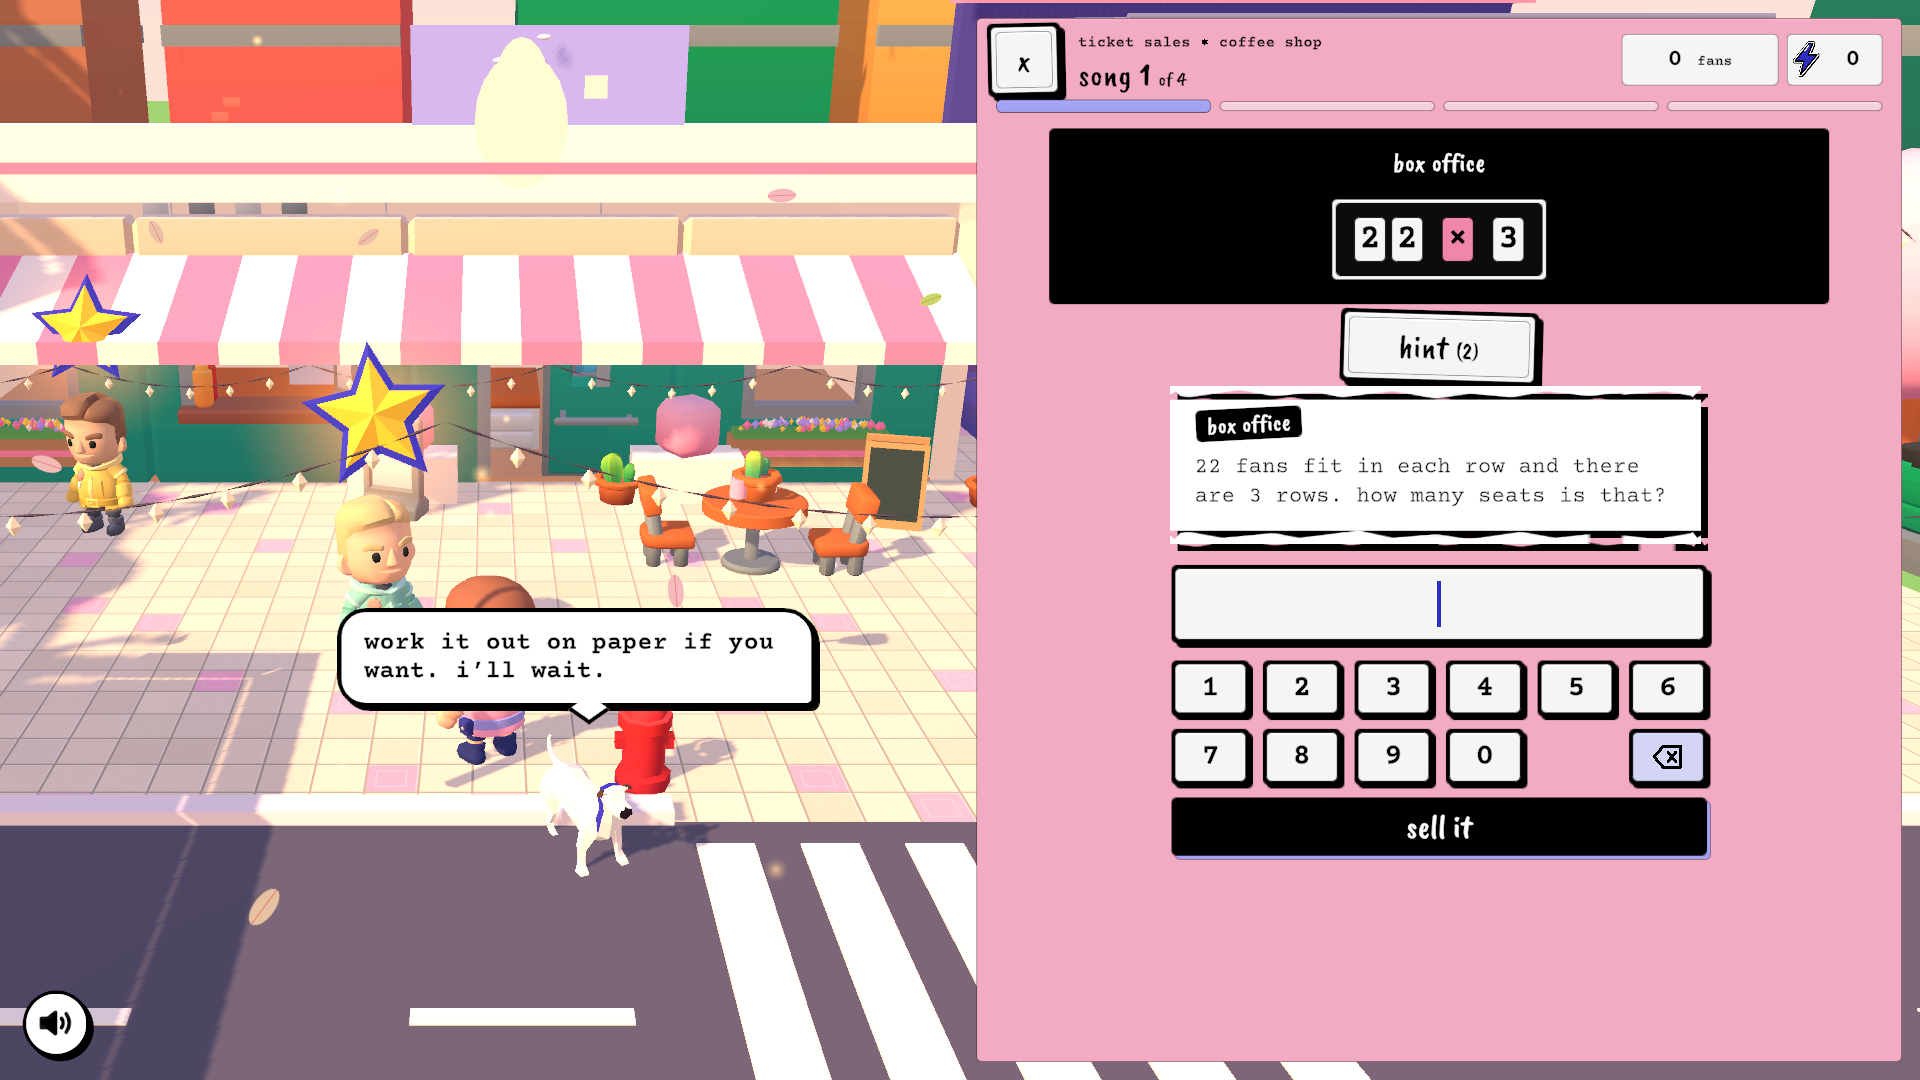 x
ticket sales * coffee shop
song 1 of 4
0 fans
0
box office
22 × 3
hint (2)
box office
22 fans fit in each row and there
are 3 rows. how many seats is that?
work it out on paper if you
want. i'll wait.
1 2 3 4 5 6
7 8 9 0
sell it